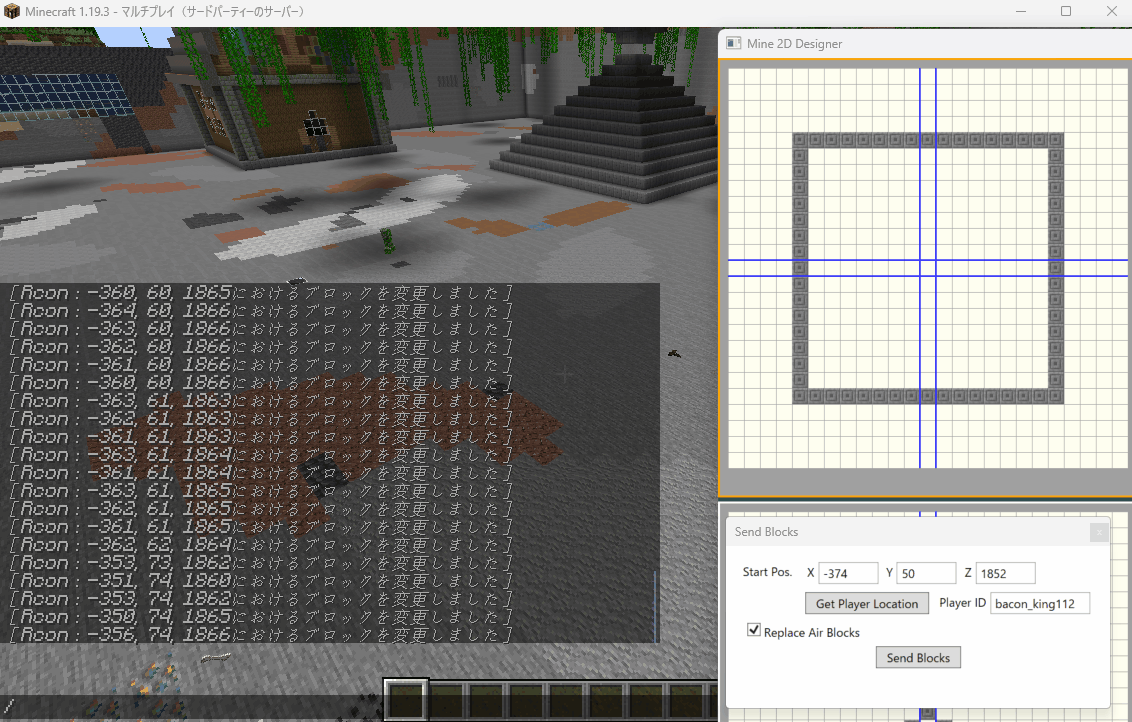 Minecraft 1.19.3 - マルチプレイ（サードパーティーのサーバー）
Mine 2D Designer
[Rcon: -360, 60, 1865におけるブロックを変更しました]
[Rcon: -364, 60, 1866におけるブロックを変更しました]
[Rcon: -363, 60, 1866におけるブロックを変更しました]
[Rcon: -362, 60, 1866におけるブロックを変更しました]
[Rcon: -361, 60, 1866におけるブロックを変更しました]
[Rcon: -360, 60, 1866におけるブロックを変更しました]
[Rcon: -363, 61, 1863におけるブロックを変更しました]
[Rcon: -362, 61, 1863におけるブロックを変更しました]
[Rcon: -361, 61, 1863におけるブロックを変更しました]
[Rcon: -363, 61, 1864におけるブロックを変更しました]
[Rcon: -361, 61, 1864におけるブロックを変更しました]
[Rcon: -363, 61, 1865におけるブロックを変更しました]
[Rcon: -362, 61, 1865におけるブロックを変更しました]
[Rcon: -361, 61, 1865におけるブロックを変更しました]
[Rcon: -362, 62, 1864におけるブロックを変更しました]
[Rcon: -353, 73, 1862におけるブロックを変更しました]
[Rcon: -351, 74, 1860におけるブロックを変更しました]
[Rcon: -353, 74, 1862におけるブロックを変更しました]
[Rcon: -350, 74, 1865におけるブロックを変更しました]
[Rcon: -356, 74, 1866におけるブロックを変更しました]
/
Send Blocks
Start Pos. X -374 Y 50 Z 1852
Get Player Location Player ID bacon_king112
Replace Air Blocks
Send Blocks